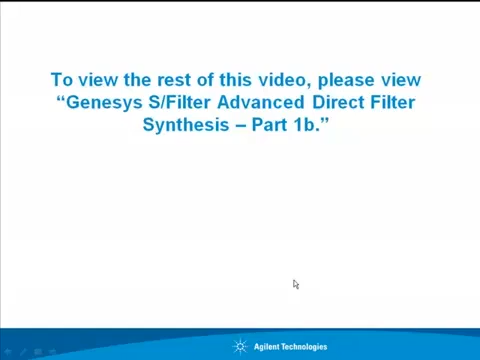 To view the rest of this video, please view
“Genesys S/Filter Advanced Direct Filter
Synthesis – Part 1b.”
Agilent Technologies